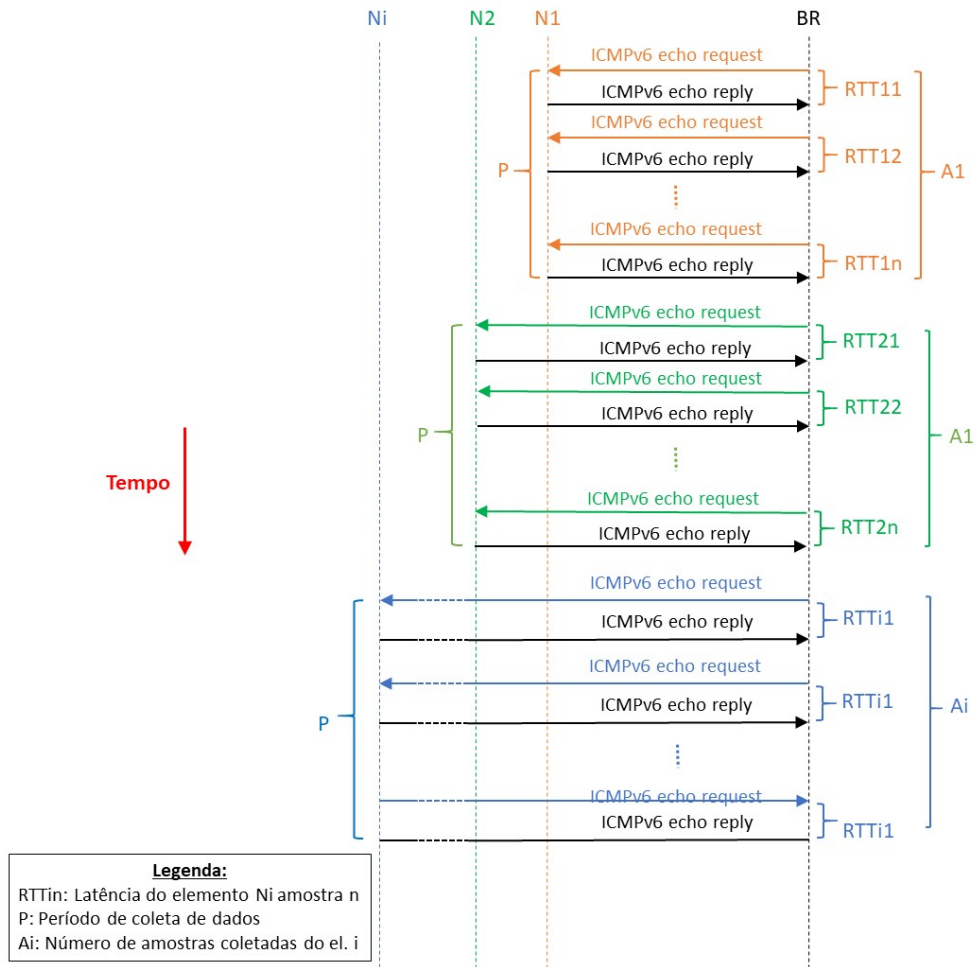 Ni N2 N1 BR
ICMPv6 echo request
RTT11
ICMPv6 echo reply
ICMPv6 echo request
P RTT12 A1
ICMPv6 echo reply
ICMPv6 echo request
RTT1n
ICMPv6 echo reply
ICMPv6 echo request
RTT21
ICMPv6 echo reply
ICMPv6 echo request
RTT22
ICMPv6 echo reply
P A1
Tempo
ICMPv6 echo request
RTT2n
ICMPv6 echo reply
ICMPv6 echo request
RTTi1
ICMPv6 echo reply
ICMPv6 echo request
RTTi1
P Ai
ICMPv6 echo reply
ICMPv6 echo request
RTTi1
ICMPv6 echo reply
Legenda:
RTTin: Latência do elemento Ni amostra n
P: Período de coleta de dados
Ai: Número de amostras coletadas do el. i